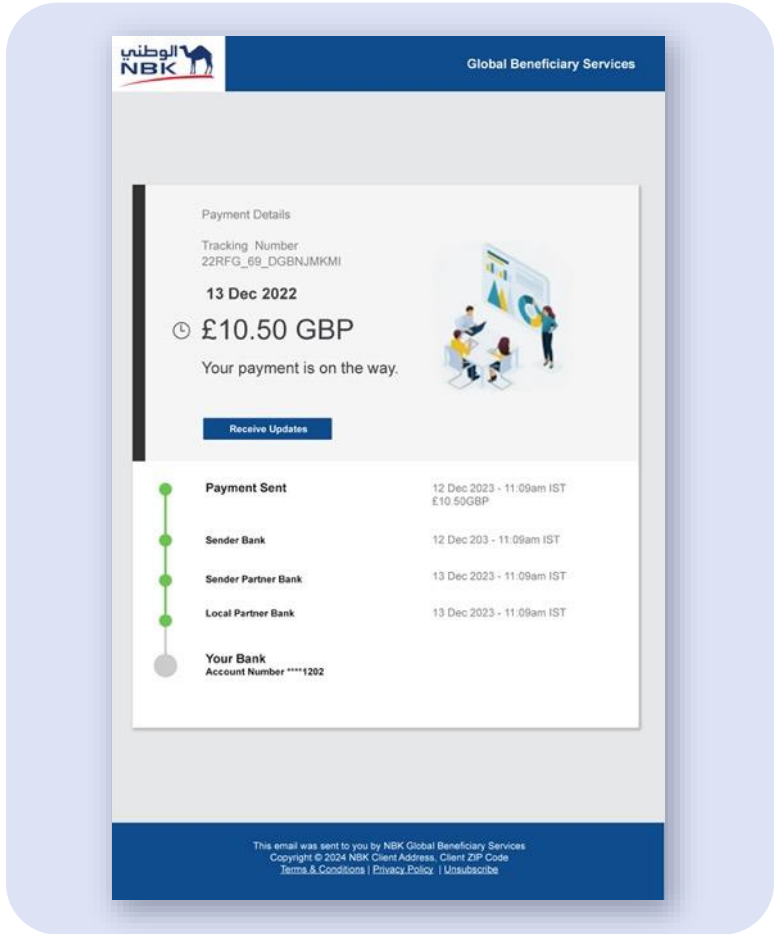 الوطني
NBK
Global Beneficiary Services
Payment Details
Tracking Number
22RFG_69_DGBNJMKMI
13 Dec 2022
£10.50 GBP
Your payment is on the way.
Receive Updates
Payment Sent
12 Dec 2023 - 11:09am IST
£10.50GBP
Sender Bank
12 Dec 203 - 11:09am IST
Sender Partner Bank
13 Dec 2023 - 11:09am IST
Local Partner Bank
13 Dec 2023 - 11:09am IST
Your Bank
Account Number ****1202
This email was sent to you by NBK Global Beneficiary Services
Copyright © 2024 NBK Client Address, Client ZIP Code
Terms & Conditions | Privacy Policy | Unsubscribe